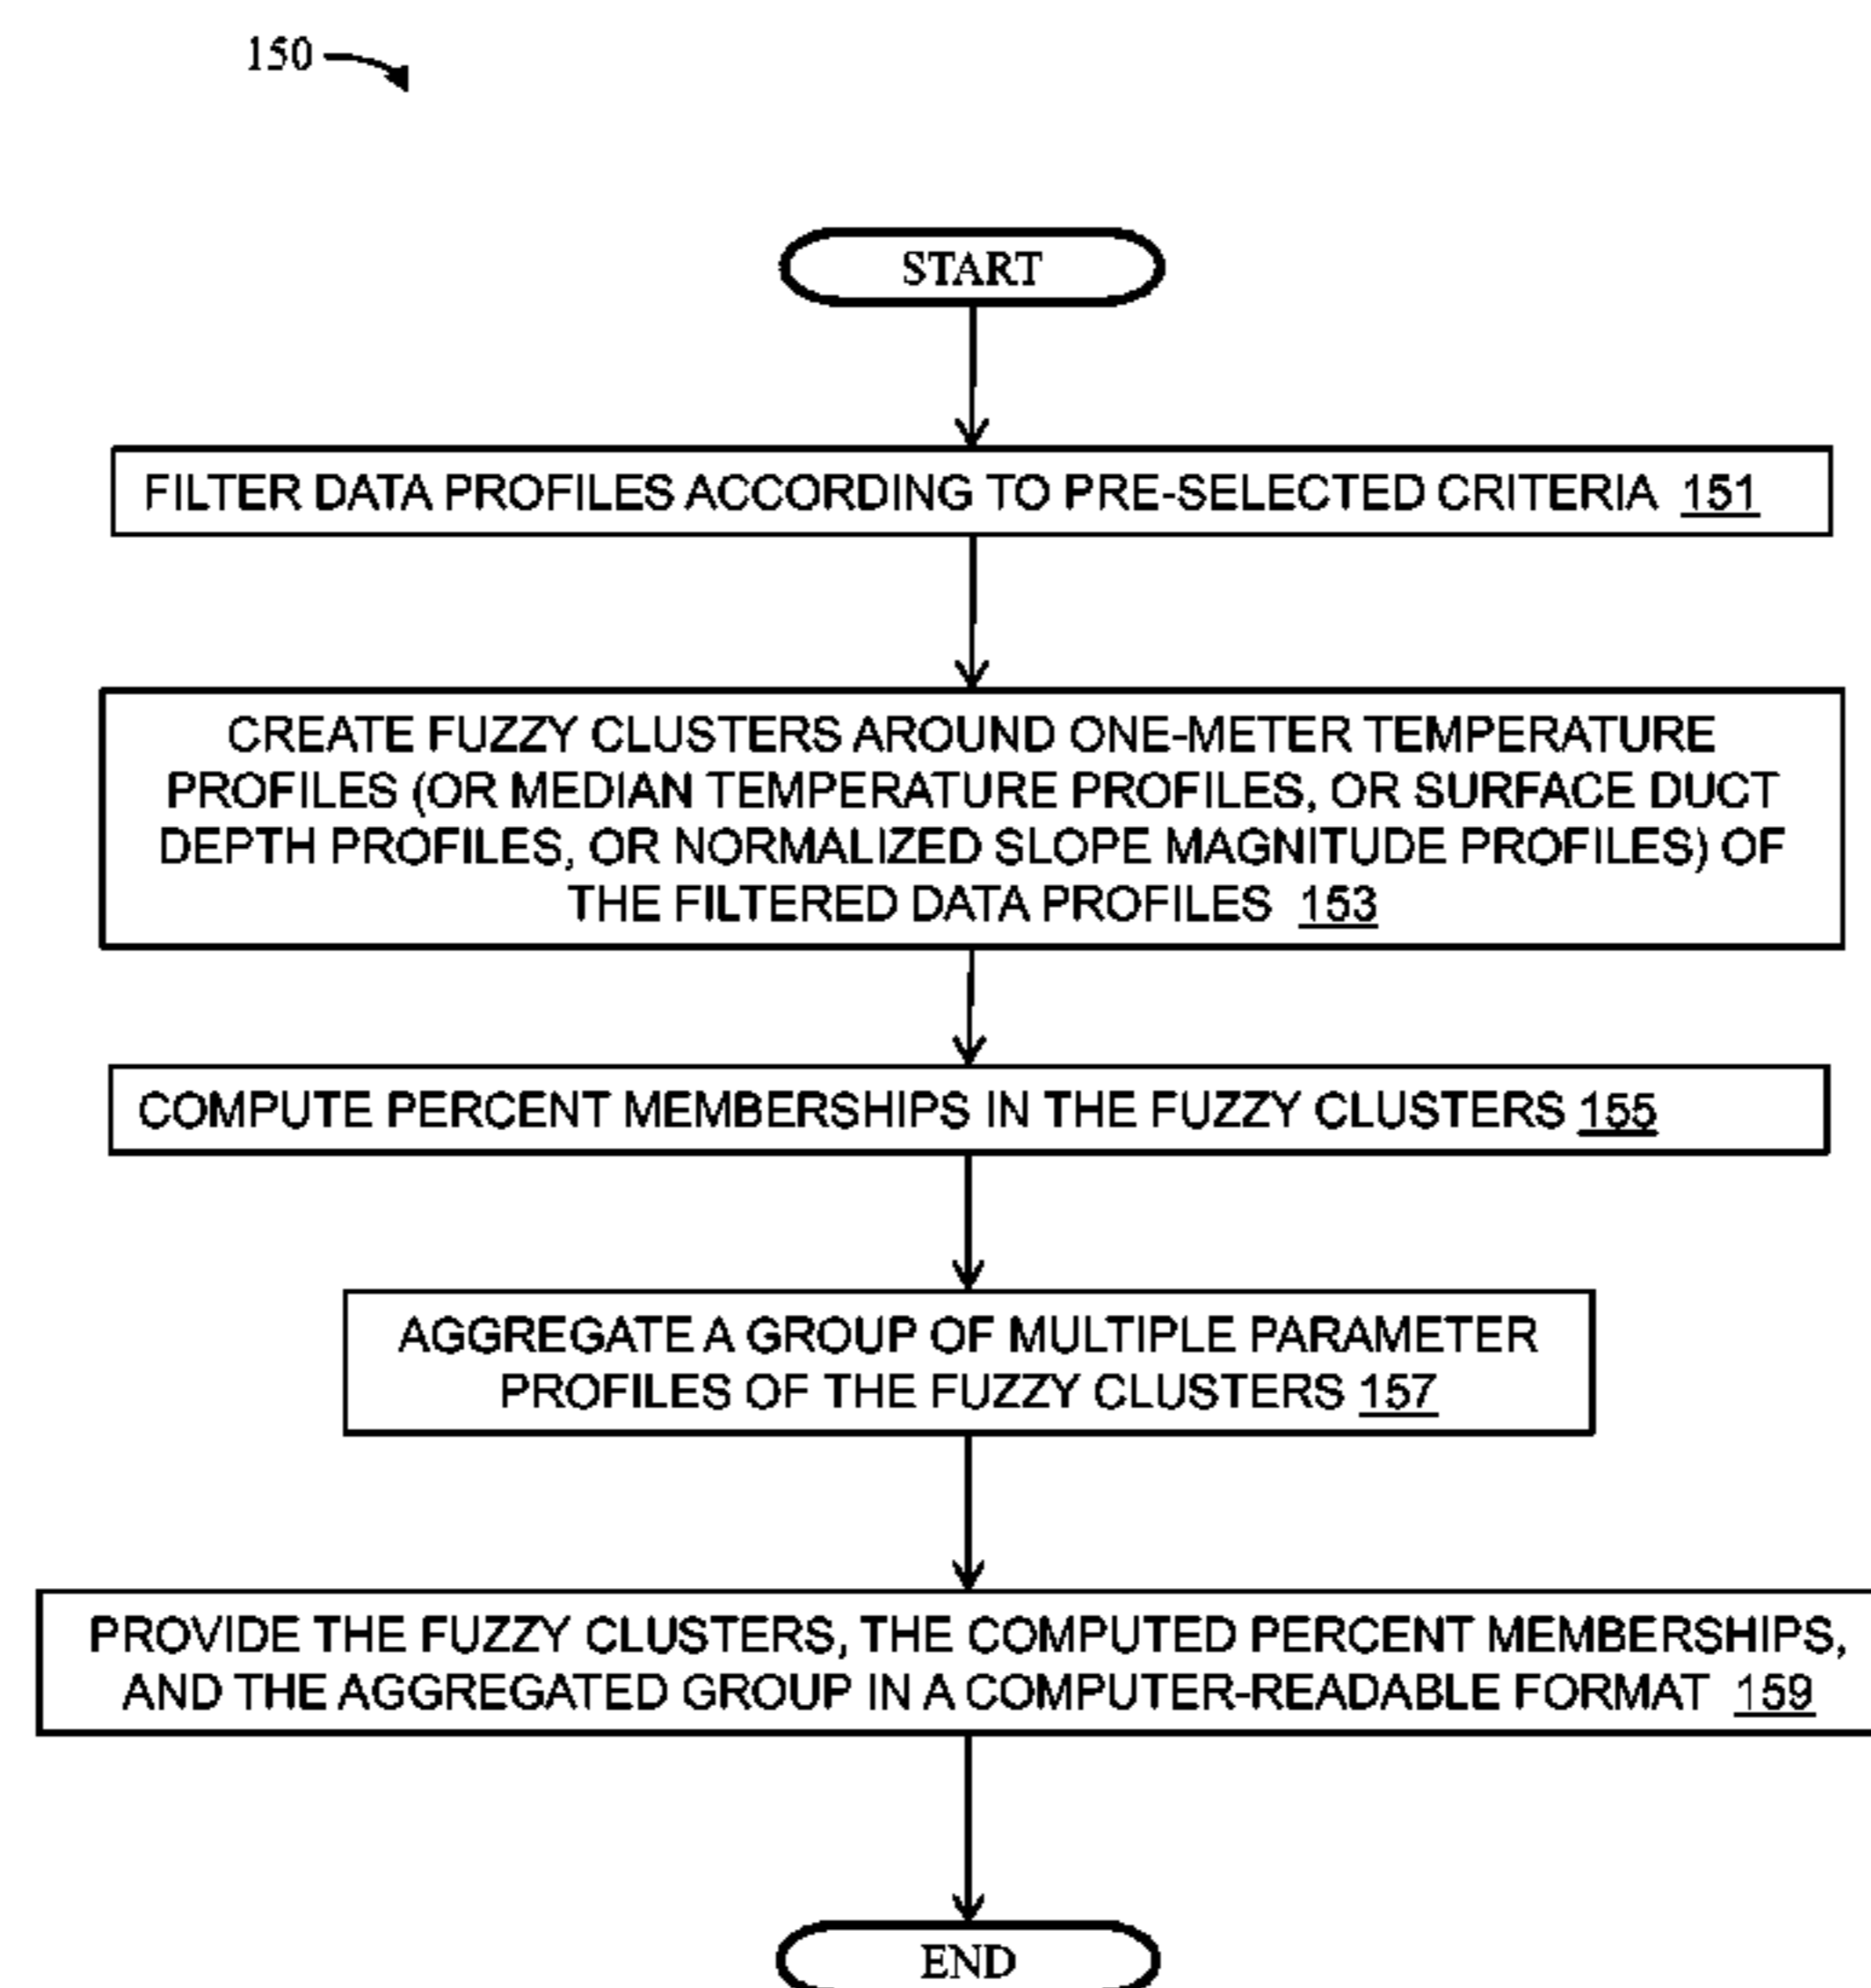 150
START
FILTER DATA PROFILES ACCORDING TO PRE-SELECTED CRITERIA 151
CREATE FUZZY CLUSTERS AROUND ONE-METER TEMPERATURE
PROFILES (OR MEDIAN TEMPERATURE PROFILES, OR SURFACE DUCT
DEPTH PROFILES, OR NORMALIZED SLOPE MAGNITUDE PROFILES) OF
THE FILTERED DATA PROFILES 153
COMPUTE PERCENT MEMBERSHIPS IN THE FUZZY CLUSTERS 155
AGGREGATE A GROUP OF MULTIPLE PARAMETER
PROFILES OF THE FUZZY CLUSTERS 157
PROVIDE THE FUZZY CLUSTERS, THE COMPUTED PERCENT MEMBERSHIPS,
AND THE AGGREGATED GROUP IN A COMPUTER-READABLE FORMAT 159
END